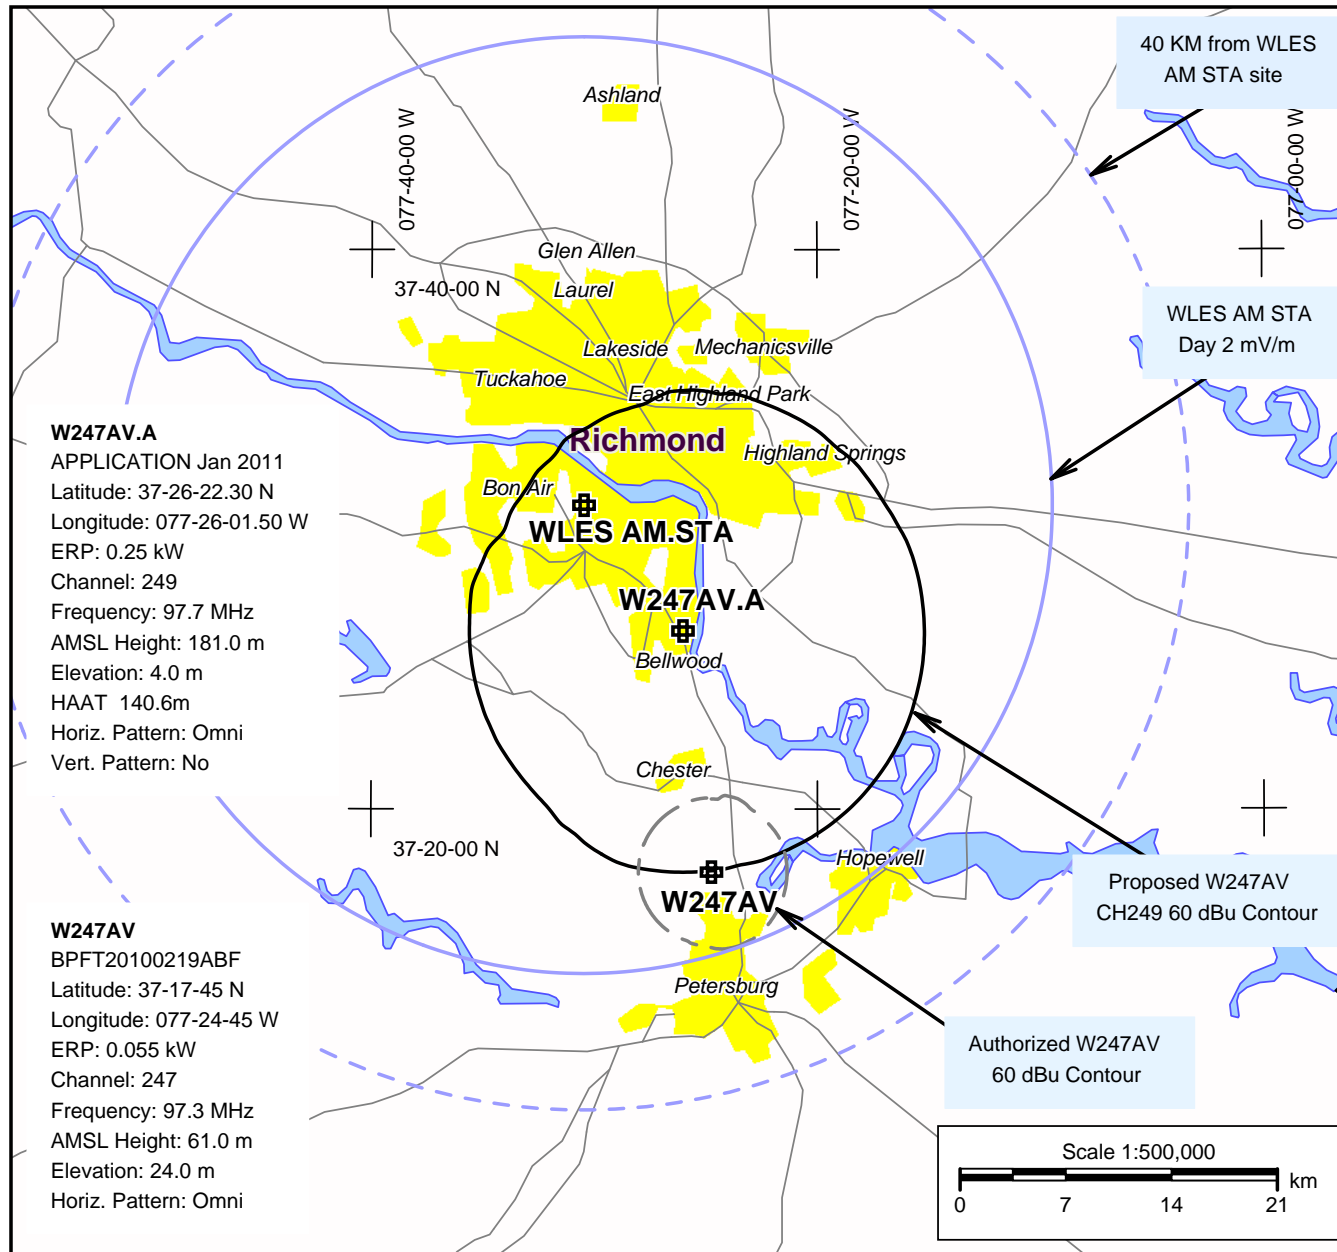 40 KM from WLES
AM STA site
Ashland
077-40-00 W
077-20-00 W
077-00-00 W
Glen Allen
37-40-00 N
Laurel
WLES AM STA
Day 2 mV/m
Lakeside
Mechanicsville
Tuckahoe
East Highland Park
Richmond
Highland Springs
Bon Air
WLES AM.STA
W247AV.A
Bellwood
W247AV.A
APPLICATION Jan 2011
Latitude: 37-26-22.30 N
Longitude: 077-26-01.50 W
ERP: 0.25 kW
Channel: 249
Frequency: 97.7 MHz
AMSL Height: 181.0 m
Elevation: 4.0 m
HAAT 140.6m
Horiz. Pattern: Omni
Vert. Pattern: No
Chester
37-20-00 N
Hopewell
W247AV
Proposed W247AV
CH249 60 dBu Contour
Petersburg
W247AV
BPFT20100219ABF
Latitude: 37-17-45 N
Longitude: 077-24-45 W
ERP: 0.055 kW
Channel: 247
Frequency: 97.3 MHz
AMSL Height: 61.0 m
Elevation: 24.0 m
Horiz. Pattern: Omni
Authorized W247AV
60 dBu Contour
Scale 1:500,000
km
0 7 14 21